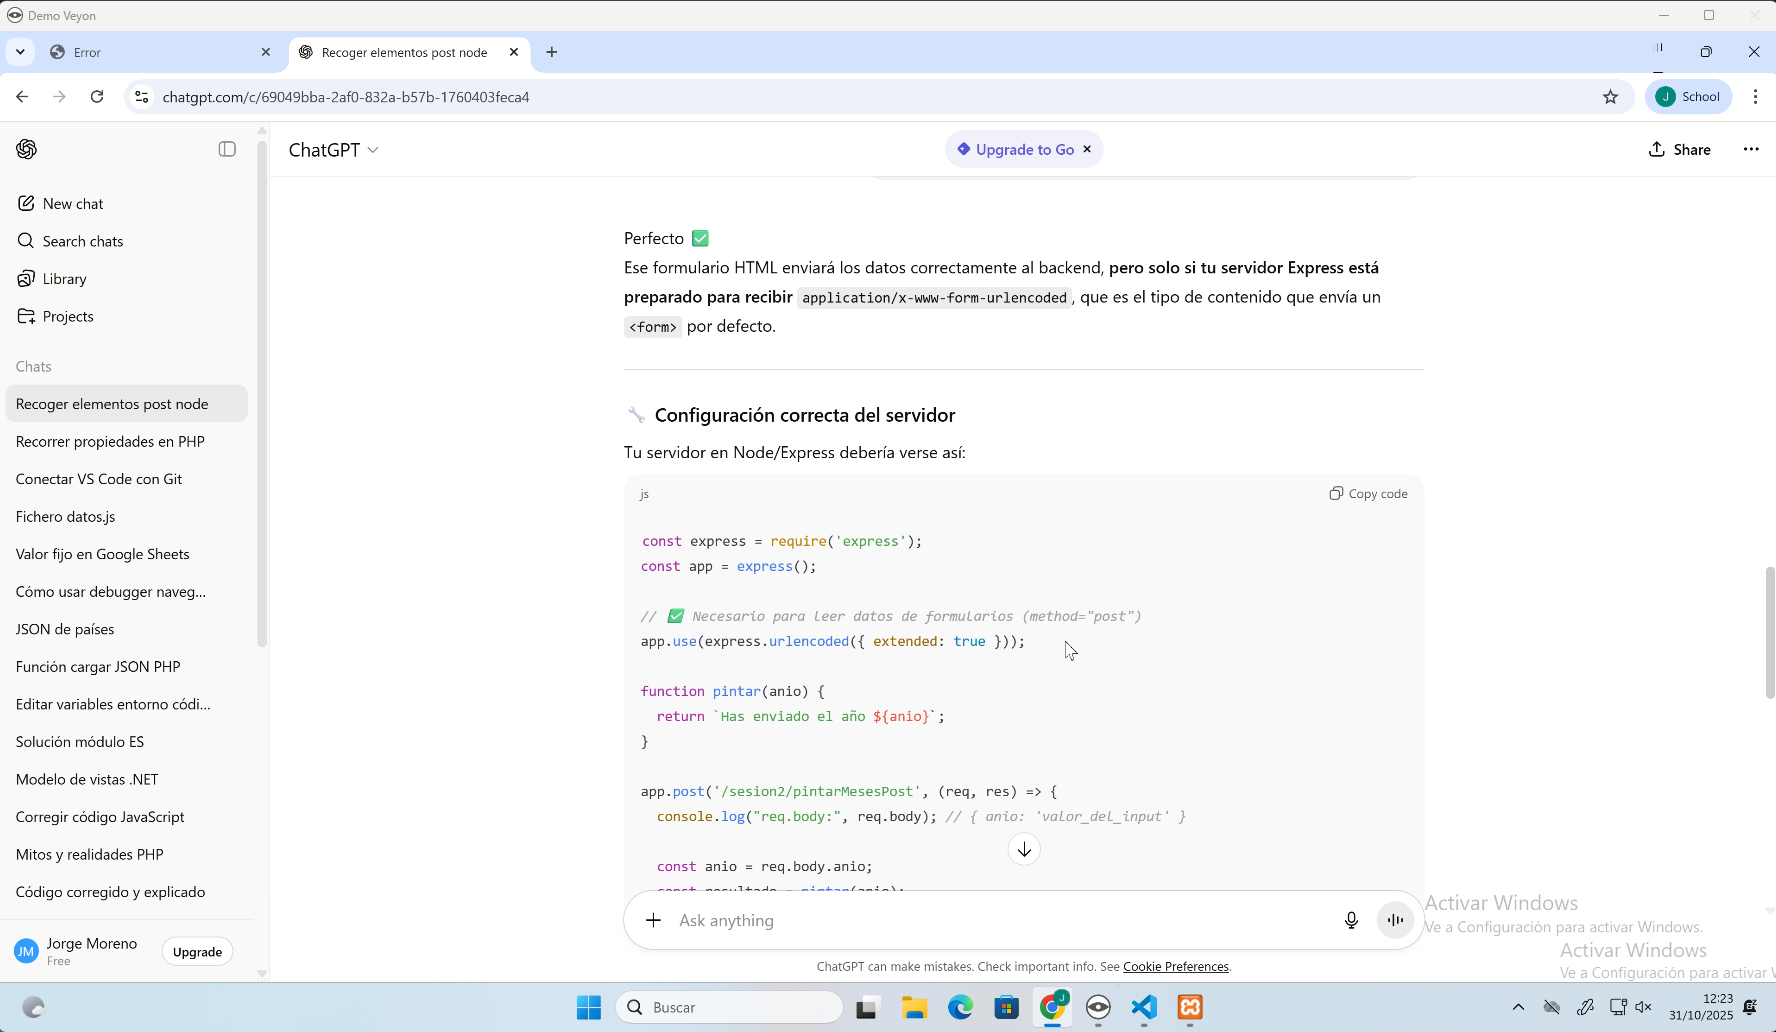 Demo Veyon
Error
Recoger elementos post node
chatgpt.com/c/69049bba-2af0-832a-b57b-1760403feca4
J School
ChatGPT
Upgrade to Go
Share
New chat
Search chats
Library
Projects
Chats
Recoger elementos post node
Recorrer propiedades en PHP
Conectar VS Code con Git
Fichero datos.js
Valor fijo en Google Sheets
Cómo usar debugger naveg...
JSON de países
Función cargar JSON PHP
Editar variables entorno códi...
Solución módulo ES
Modelo de vistas .NET
Corregir código JavaScript
Mitos y realidades PHP
Código corregido y explicado
JM Jorge Moreno
Free
Upgrade
Perfecto ✅
Ese formulario HTML enviará los datos correctamente al backend, pero solo si tu servidor Express está
preparado para recibir application/x-www-form-urlencoded, que es el tipo de contenido que envía un
<form> por defecto.
🔧 Configuración correcta del servidor
Tu servidor en Node/Express debería verse así:
js
Copy code
const express = require('express');
const app = express();
// ✅ Necesario para leer datos de formularios (method="post")
app.use(express.urlencoded({ extended: true }));
function pintar(anio) {
return `Has enviado el año ${anio}`;
}
app.post('/sesion2/pintarMesesPost', (req, res) => {
console.log("req.body:", req.body); // { anio: 'valor_del_input' }
const anio = req.body.anio;
const resultado = pintar(anio);
Ask anything
ChatGPT can make mistakes. Check important info. See Cookie Preferences.
Activar Windows
Ve a Configuración para activar Windows.
Activar Windows
Ve a Configuración para activar
Buscar
J
12:23
31/10/2025